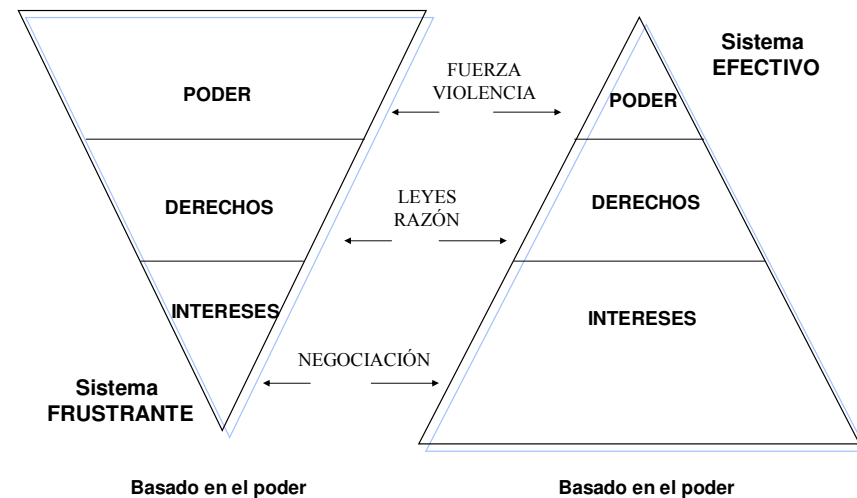 Sistema
EFECTIVO
FUERZA
VIOLENCIA
PODER
PODER
LEYES
RAZÓN
DERECHOS
DERECHOS
INTERESES
INTERESES
NEGOCIACIÓN
Sistema
FRUSTRANTE
Basado en el poder
Basado en el poder